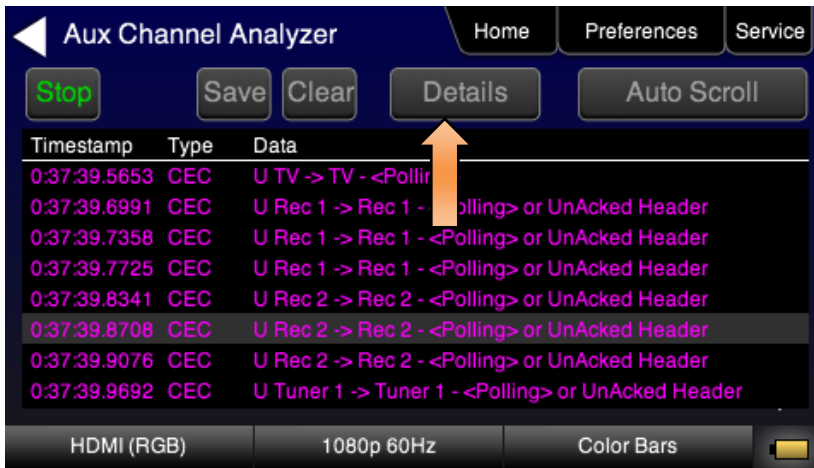 Aux Channel Analyzer Home Preferences Service
Stop Save Clear Details Auto Scroll
Timestamp Type Data
0:37:39.5653 CEC U TV -> TV - <Pollin
0:37:39.6991 CEC U Rec 1 -> Rec 1 - olling> or UnAcked Header
0:37:39.7358 CEC U Rec 1 -> Rec 1 - <Polling> or UnAcked Header
0:37:39.7725 CEC U Rec 1 -> Rec 1 - <Polling> or UnAcked Header
0:37:39.8341 CEC U Rec 2 -> Rec 2 - <Polling> or UnAcked Header
0:37:39.8708 CEC U Rec 2 -> Rec 2 - <Polling> or UnAcked Header
0:37:39.9076 CEC U Rec 2 -> Rec 2 - <Polling> or UnAcked Header
0:37:39.9692 CEC U Tuner 1 -> Tuner 1 - <Polling> or UnAcked Header
HDMI (RGB) 1080p 60Hz Color Bars